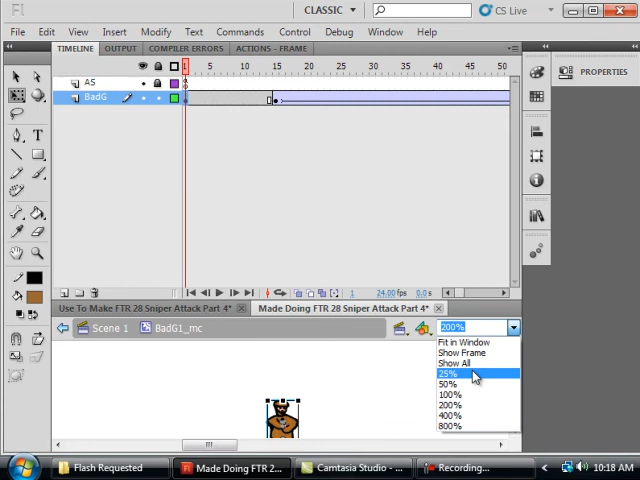 Fl CLASSIC CS Live
File Edit View Insert Modify Text Commands Control Debug Window Help
TIMELINE OUTPUT COMPILER ERRORS ACTIONS - FRAME
PROPERTIES
1 5 10 15 20 25 30 35 40 45 50
AS
BadG
1 24.00 fps 0.0 s
Use To Make FTR 28 Sniper Attack Part 4* Made Doing FTR 28 Sniper Attack Part 4*
Scene 1 BadG1_mc 200%
Fit in Window
Show Frame
Show All
25%
50%
100%
200%
400%
800%
Flash Requested Made Doing FTR 2... Camtasia Studio - ... Recording... 10:18 AM